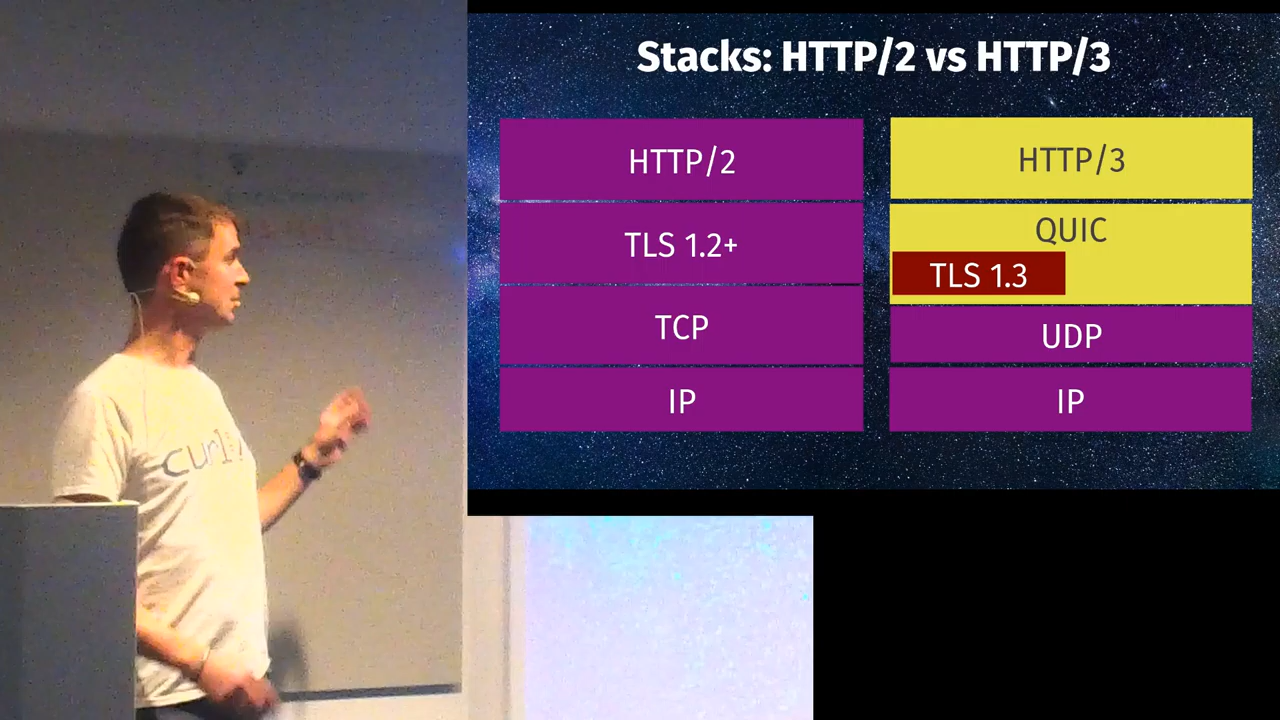 Stacks: HTTP/2 vs HTTP/3
HTTP/2
TLS 1.2+
TCP
IP
HTTP/3
QUIC
TLS 1.3
UDP
IP
curl